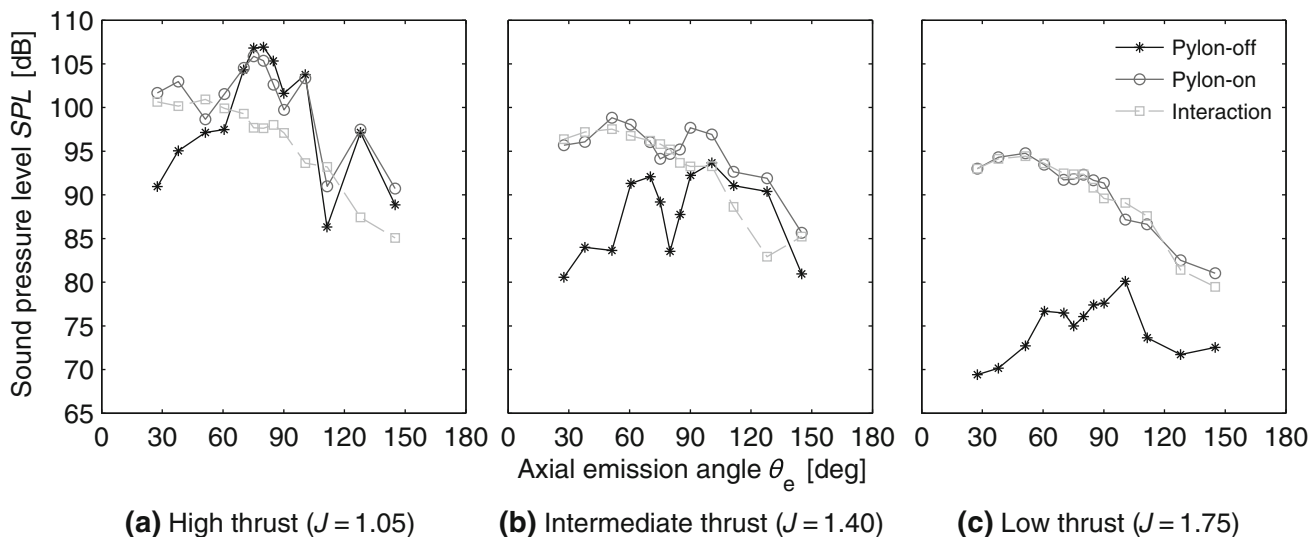 Sound pressure level SPL [dB]
110
105
100
95
90
85
80
75
70
65
0 30 60 90 120 150 180
0 30 60 90 120 150 180
0 30 60 90 120 150 180
Pylon-off
Pylon-on
Interaction
Axial emission angle θe [deg]
(a) High thrust (J = 1.05)
(b) Intermediate thrust (J = 1.40)
(c) Low thrust (J = 1.75)